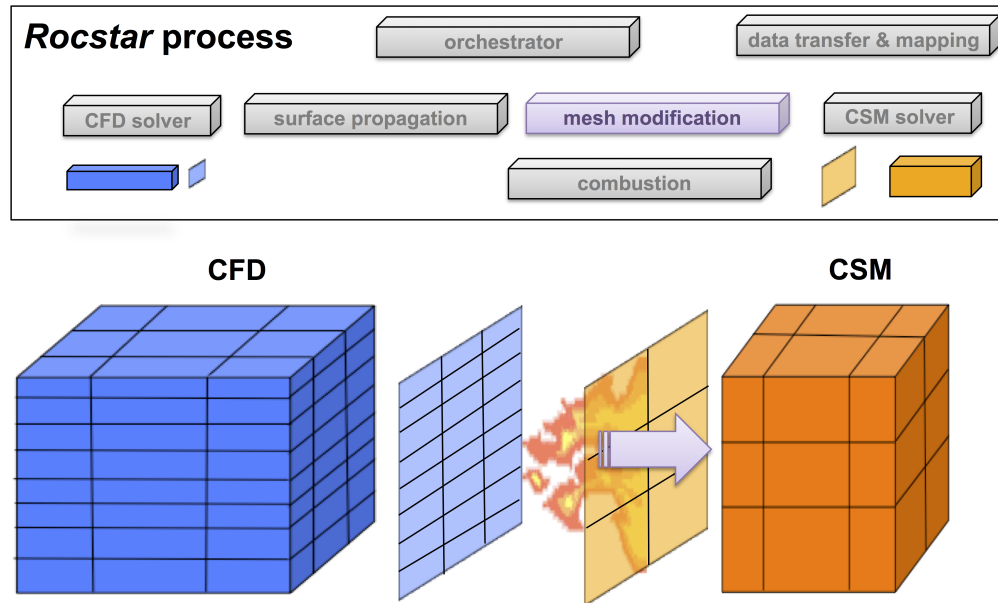 Rocstar process
orchestrator
data transfer & mapping
CFD solver
surface propagation
mesh modification
CSM solver
combustion
CFD
CSM